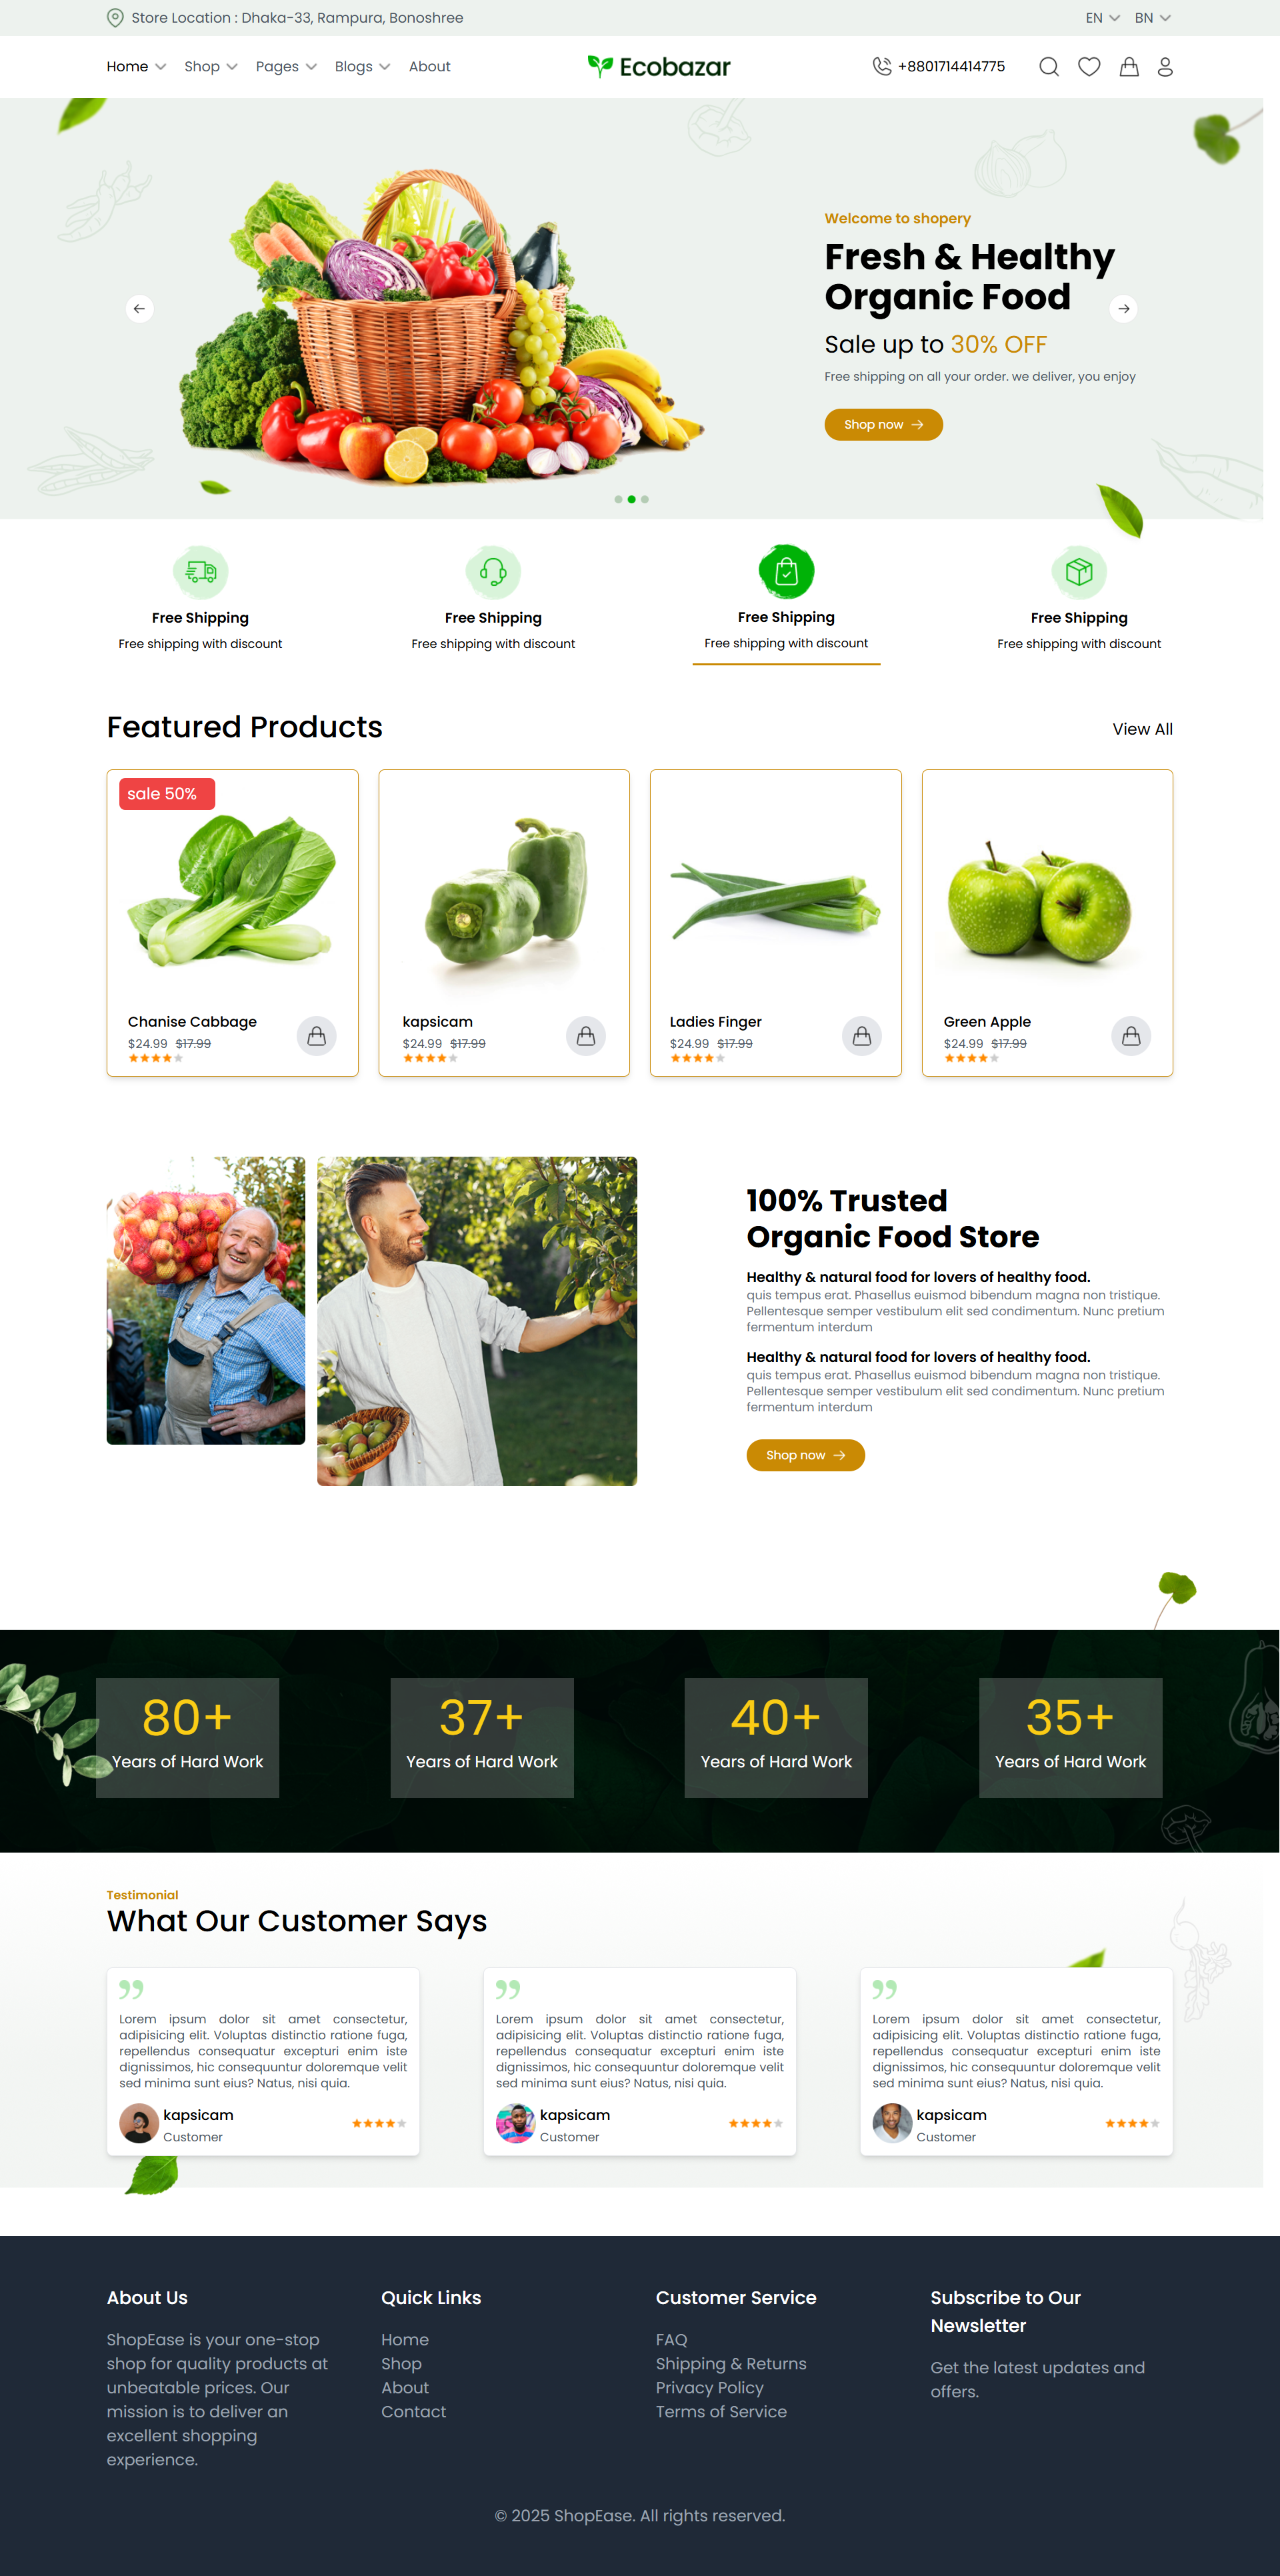 Store Location : Dhaka-33, Rampura, Bonoshree
EN BN
Home Shop Pages Blogs About
Ecobazar
+8801714414775
Welcome to shopery
Fresh & Healthy
Organic Food
Sale up to 30% OFF
Free shipping on all your order. we deliver, you enjoy
Shop now
Free Shipping
Free shipping with discount
Free Shipping
Free shipping with discount
Free Shipping
Free shipping with discount
Free Shipping
Free shipping with discount
Featured Products
View All
sale 50%
Chanise Cabbage
$24.99 $17.99
kapsicam
$24.99 $17.99
Ladies Finger
$24.99 $17.99
Green Apple
$24.99 $17.99
100% Trusted
Organic Food Store
Healthy & natural food for lovers of healthy food.
quis tempus erat. Phasellus euismod bibendum magna non tristique.
Pellentesque semper vestibulum elit sed condimentum. Nunc pretium
fermentum interdum
Healthy & natural food for lovers of healthy food.
quis tempus erat. Phasellus euismod bibendum magna non tristique.
Pellentesque semper vestibulum elit sed condimentum. Nunc pretium
fermentum interdum
Shop now
80+
Years of Hard Work
37+
Years of Hard Work
40+
Years of Hard Work
35+
Years of Hard Work
Testimonial
What Our Customer Says
Lorem ipsum dolor sit amet consectetur,
adipisicing elit. Voluptas distinctio ratione fuga,
repellendus consequatur excepturi enim iste
dignissimos, hic consequuntur doloremque velit
sed minima sunt eius? Natus, nisi quia.
kapsicam
Customer
Lorem ipsum dolor sit amet consectetur,
adipisicing elit. Voluptas distinctio ratione fuga,
repellendus consequatur excepturi enim iste
dignissimos, hic consequuntur doloremque velit
sed minima sunt eius? Natus, nisi quia.
kapsicam
Customer
Lorem ipsum dolor sit amet consectetur,
adipisicing elit. Voluptas distinctio ratione fuga,
repellendus consequatur excepturi enim iste
dignissimos, hic consequuntur doloremque velit
sed minima sunt eius? Natus, nisi quia.
kapsicam
Customer
About Us
ShopEase is your one-stop
shop for quality products at
unbeatable prices. Our
mission is to deliver an
excellent shopping
experience.
Quick Links
Home
Shop
About
Contact
Customer Service
FAQ
Shipping & Returns
Privacy Policy
Terms of Service
Subscribe to Our
Newsletter
Get the latest updates and
offers.
© 2025 ShopEase. All rights reserved.